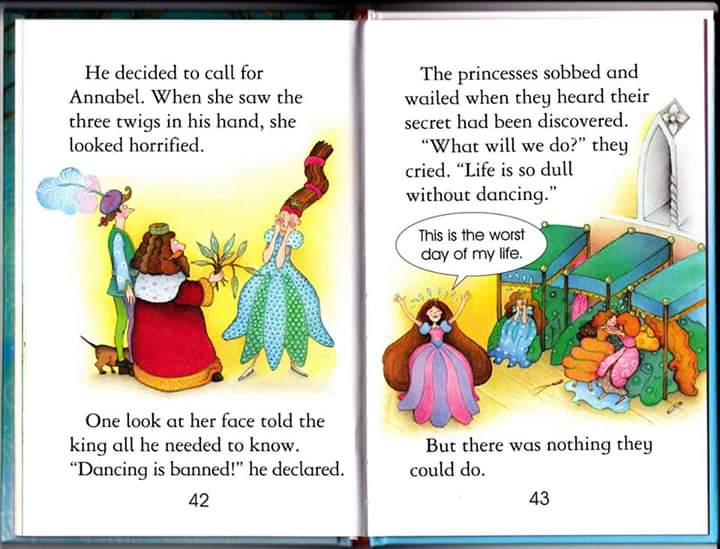 He decided to call for
Annabel. When she saw the
three twigs in his hand, she
looked horrified.
One look at her face told the
king all he needed to know.
“Dancing is banned!” he declared.
42
The princesses sobbed and
wailed when they heard their
secret had been discovered.
“What will we do?” they
cried. “Life is so dull
without dancing.”
This is the worst
day of my life.
But there was nothing they
could do.
43